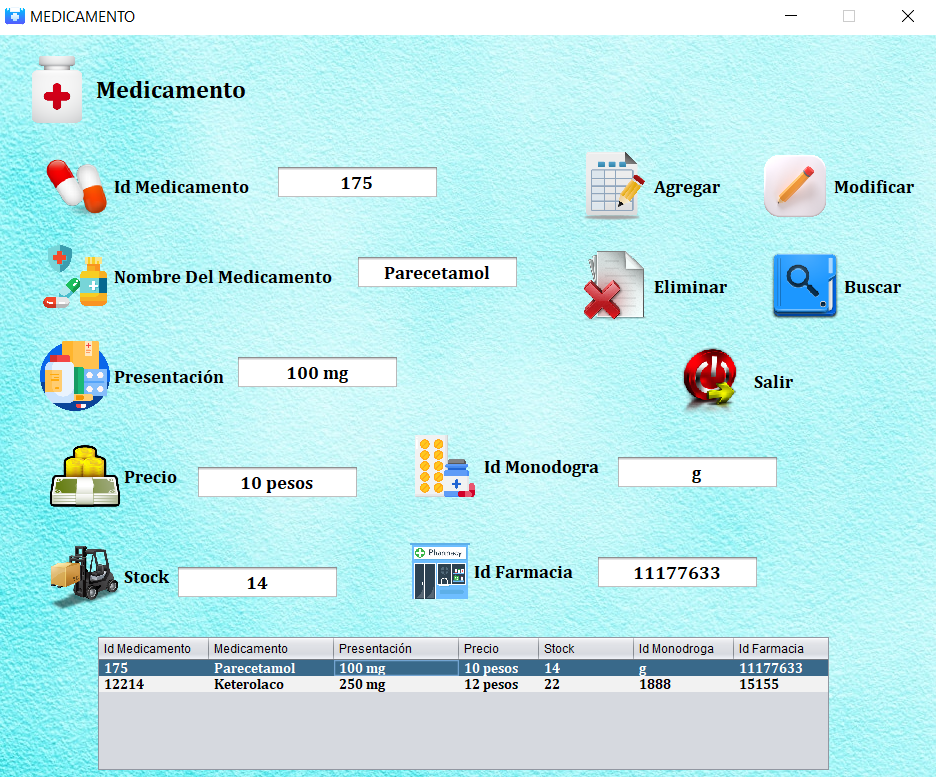 MEDICAMENTO
Medicamento
Id Medicamento 175
Agregar Modificar
Nombre Del Medicamento Parecetamol
Eliminar Buscar
Presentación 100 mg
Salir
Precio 10 pesos
Id Monodogra g
Pharmacy
Stock 14
Id Farmacia 11177633
Id Medicamento Medicamento Presentación Precio Stock Id Monodroga Id Farmacia
175 Parecetamol 100 mg 10 pesos 14 g 11177633
12214 Keterolaco 250 mg 12 pesos 22 1888 15155